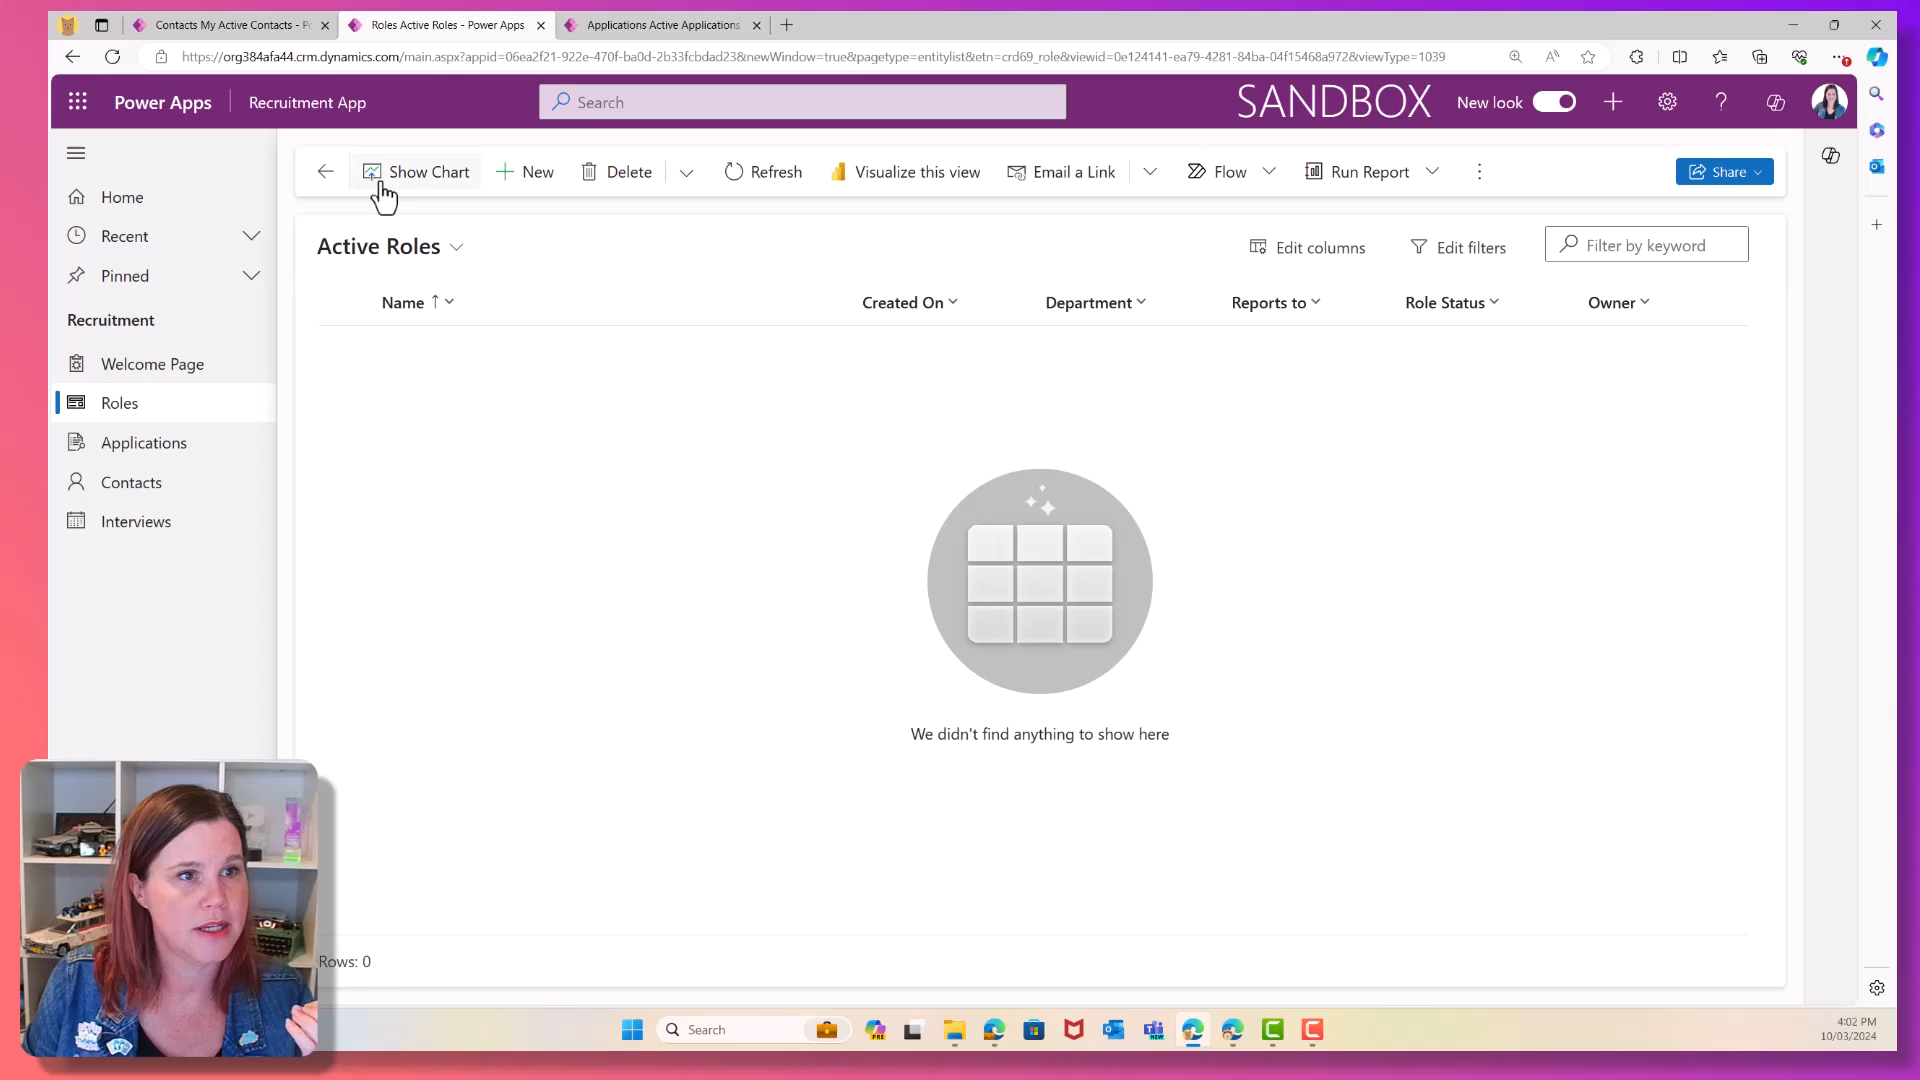 Contacts My Active Contacts - Po
Roles Active Roles - Power Apps
Applications Active Applications
https://org384afa44.crm.dynamics.com/main.aspx?appid=06ea2f21-922e-470f-ba0d-2b33fcbdad23&newWindow=true&pagetype=entitylist&etn=crd69_role&viewid=0e124141-ea79-4281-84ba-04f15468a972&viewType=1039
Power Apps
Recruitment App
Search
SANDBOX
New look
Show Chart
New
Delete
Refresh
Visualize this view
Email a Link
Flow
Run Report
Share
Home
Recent
Pinned
Recruitment
Welcome Page
Roles
Applications
Contacts
Interviews
Active Roles
Edit columns
Edit filters
Filter by keyword
Name
Created On
Department
Reports to
Role Status
Owner
We didn't find anything to show here
Rows: 0
Search
PRE
NEW
4:02 PM
10/03/2024